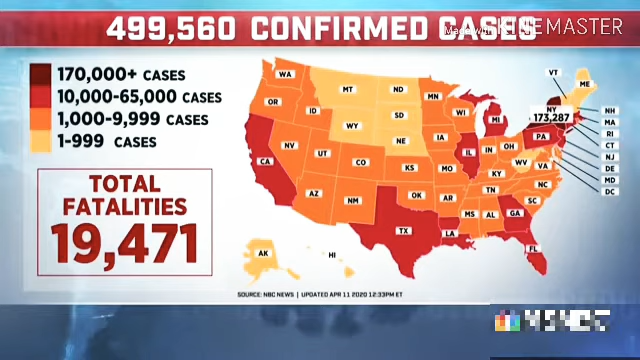 499,560 CONFIRMED CASES
Made with KINEMASTER
170,000+ CASES
10,000-65,000 CASES
1,000-9,999 CASES
1-999 CASES
TOTAL
FATALITIES
19,471
WA
OR
CA
NV
ID
UT
AZ
MT
WY
CO
NM
ND
SD
NE
KS
OK
TX
MN
IA
MO
AR
LA
WI
IL
MS
MI
IN
KY
TN
AL
OH
WV
VA
NC
SC
GA
FL
PA
NY
173,287
VT
ME
NH
MA
RI
CT
NJ
DE
MD
DC
AK
HI
SOURCE: NBC NEWS | UPDATED APR 11 2020 12:33PM ET
MSNBC